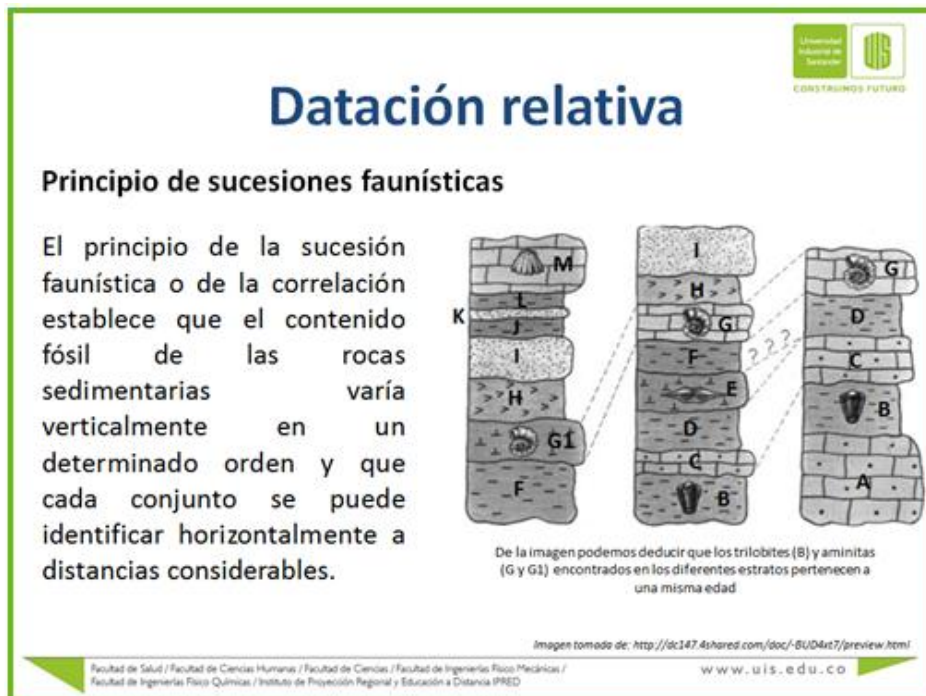 Universidad
Industrial de
Santander
UIS
CONSTRUIMOS FUTURO
Datación relativa
Principio de sucesiones faunísticas
El principio de la sucesión
faunística o de la correlación
establece que el contenido
fósil de las rocas
sedimentarias varía
verticalmente en un
determinado orden y que
cada conjunto se puede
identificar horizontalmente a
distancias considerables.
M
L
K
J
I
H
G1
F
I
H
G
F
E
D
C
B
? ? ?
G
D
C
B
A
De la imagen podemos deducir que los trilobites (B) y aminitas
(G y G1) encontrados en los diferentes estratos pertenecen a
una misma edad
Imagen tomada de: http://dc147.4shared.com/doc/-BUD4xt7/preview.html
Facultad de Salud / Facultad de Ciencias Humanas / Facultad de Ciencias / Facultad de Ingenierías Físico Mecánicas /
Facultad de Ingenierías Físico Químicas / Instituto de Proyección Regional y Educación a Distancia IPRED
www.uis.edu.co